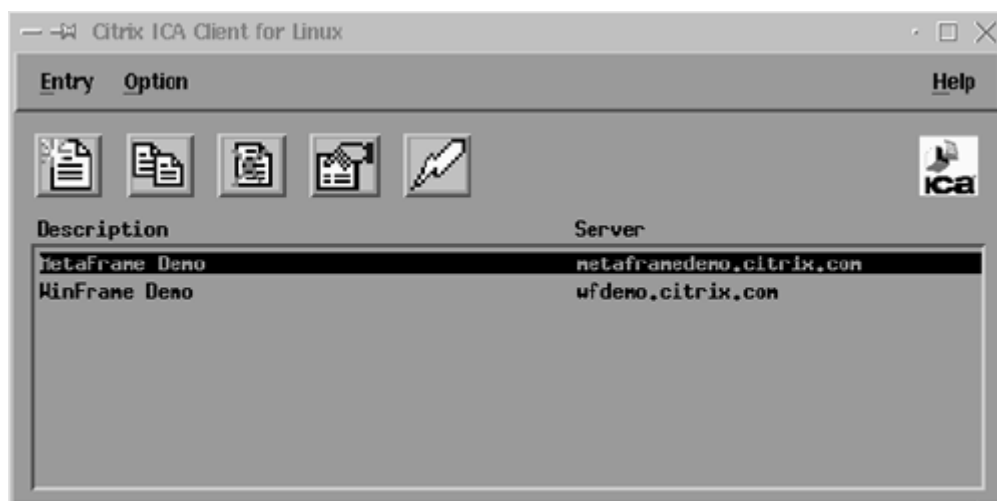 Citrix ICA Client for Linux
Entry Option Help
ica
Description Server
MetaFrame Demo metaframedemo.citrix.com
WinFrame Demo wfdemo.citrix.com